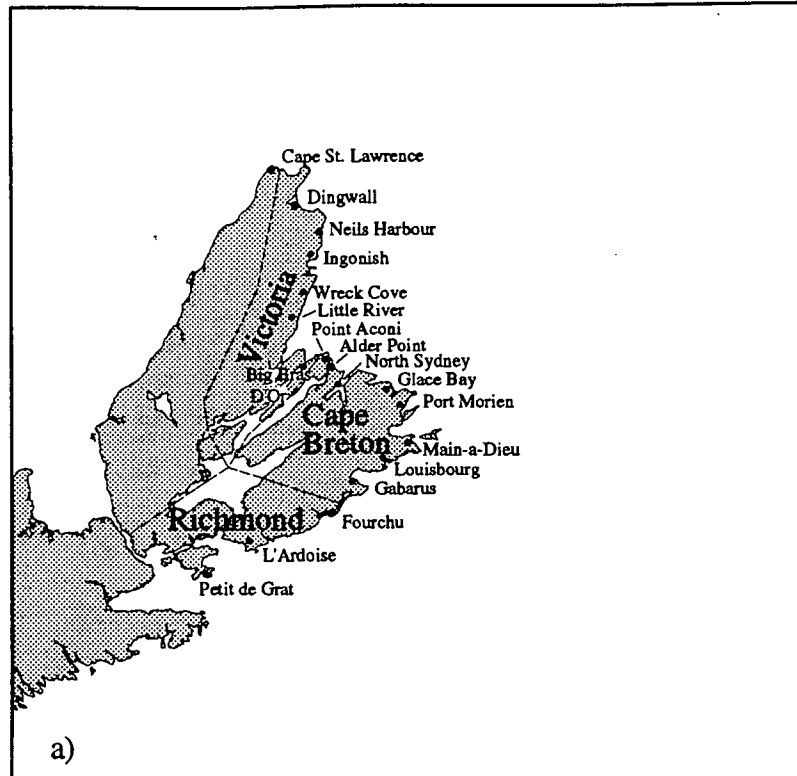 Cape St. Lawrence
Dingwall
Neils Harbour
Ingonish
Victoria
Wreck Cove
Little River
Point Aconi
Alder Point
North Sydney
Big Bras
D'Or
Glace Bay
Port Morien
Cape
Breton
Main-a-Dieu
Louisbourg
Gabarus
Richmond
Fourchu
L'Ardoise
Petit de Grat
a)